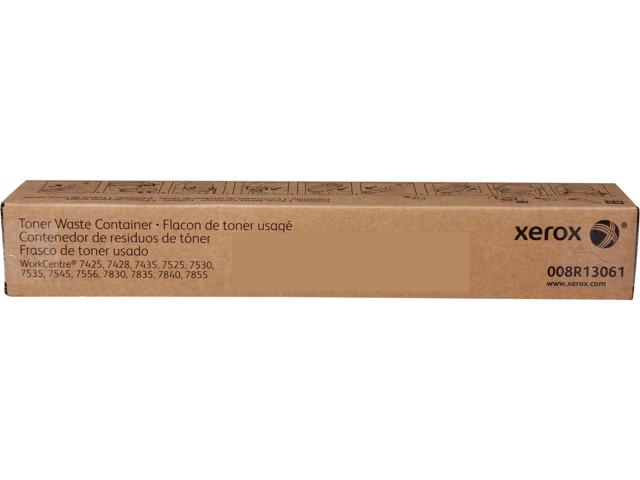 Toner Waste Container • Flacon de toner usagé
Contenedor de residuos de tóner
Frasco de toner usado
WorkCentre® 7425, 7428, 7435, 7525, 7530,
7535, 7545, 7556, 7830, 7835, 7840, 7855
xerox
008R13061
www.xerox.com